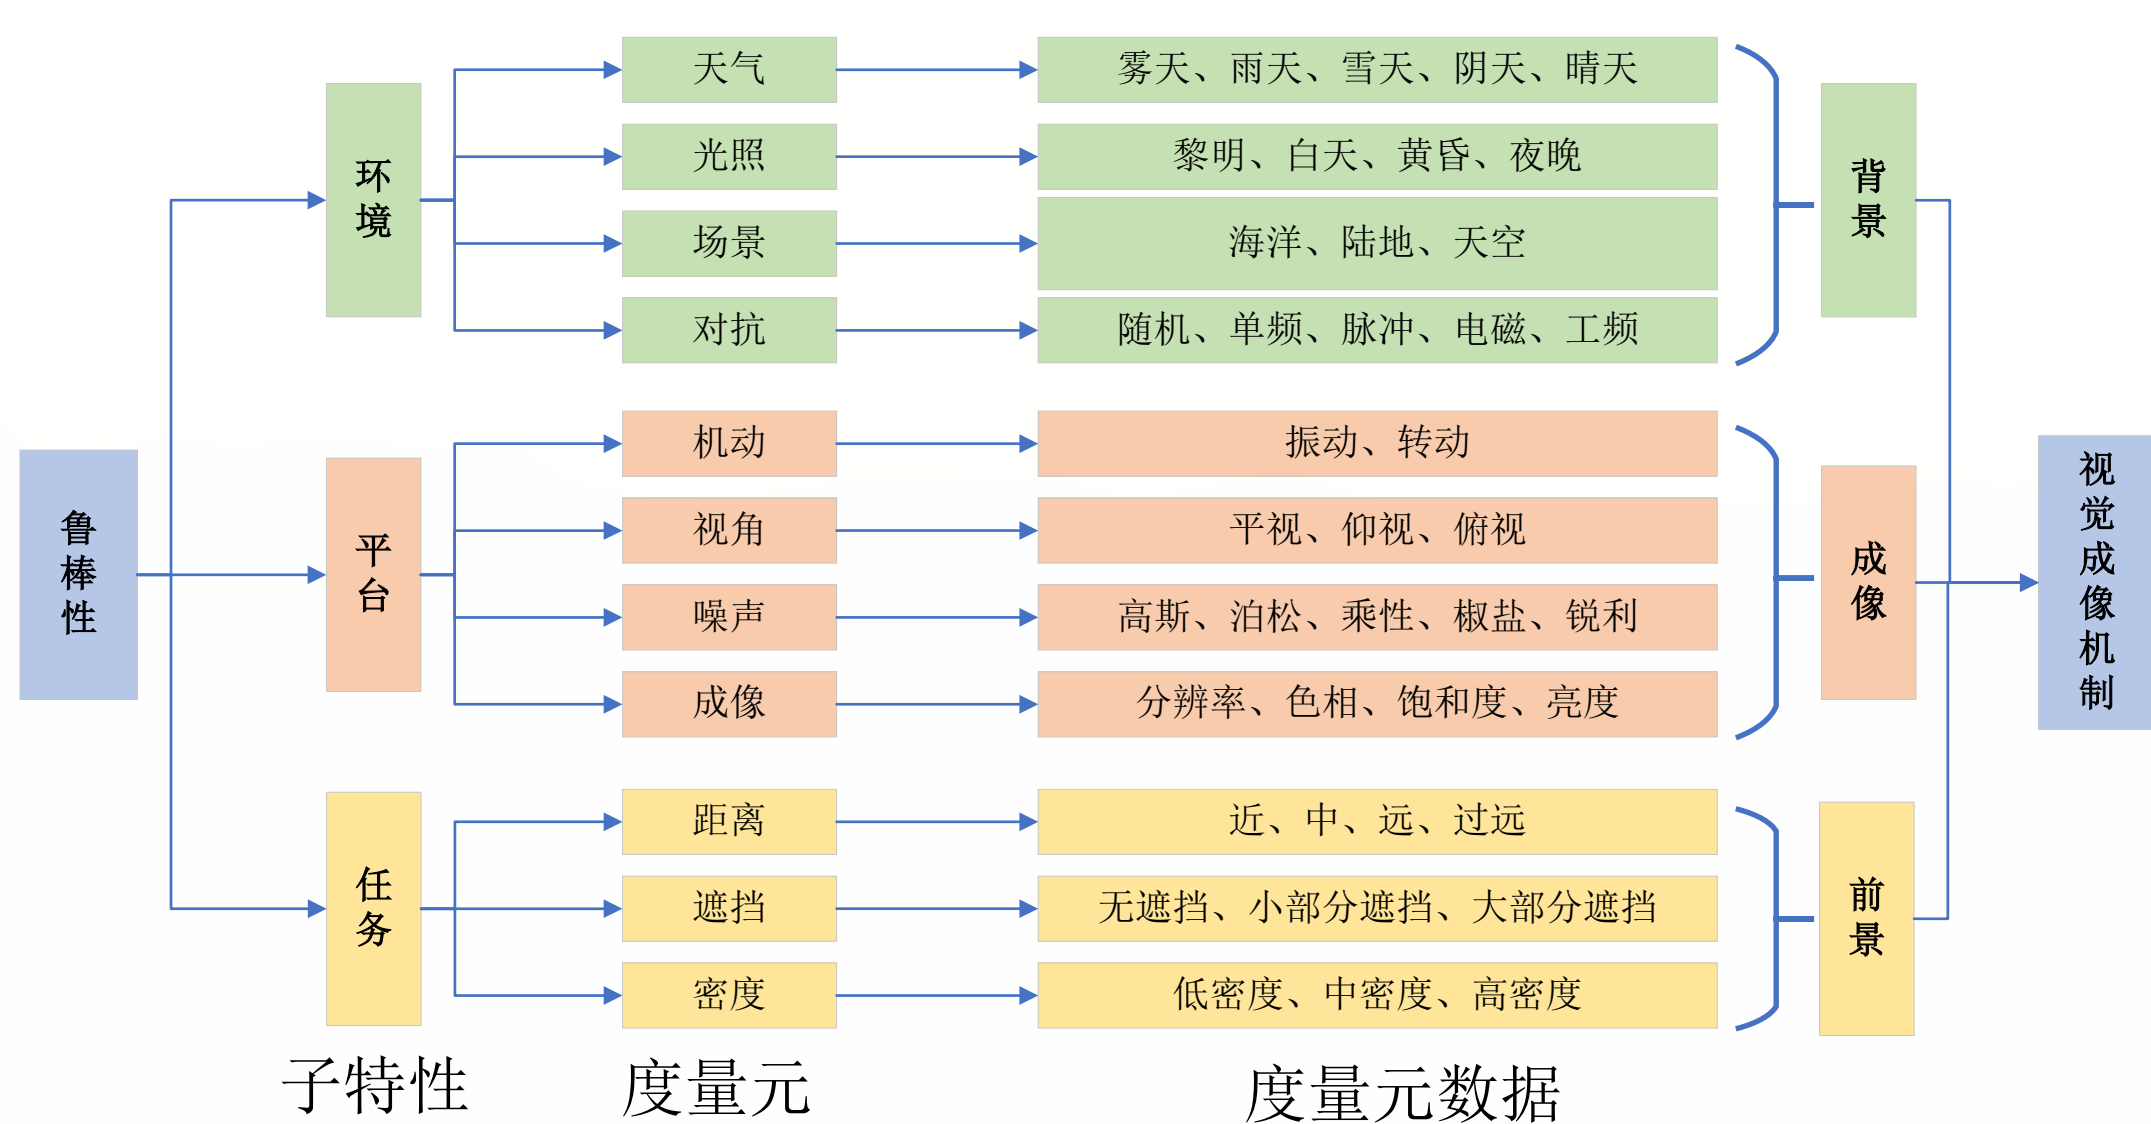 鲁棒性
环境
天气
雾天、雨天、雪天、阴天、晴天
光照
黎明、白天、黄昏、夜晚
场景
海洋、陆地、天空
对抗
随机、单频、脉冲、电磁、工频
背景
平台
机动
振动、转动
视角
平视、仰视、俯视
噪声
高斯、泊松、乘性、椒盐、锐利
成像
分辨率、色相、饱和度、亮度
成像
任务
距离
近、中、远、过远
遮挡
无遮挡、小部分遮挡、大部分遮挡
密度
低密度、中密度、高密度
前景
视觉成像机制
子特性
度量元
度量元数据